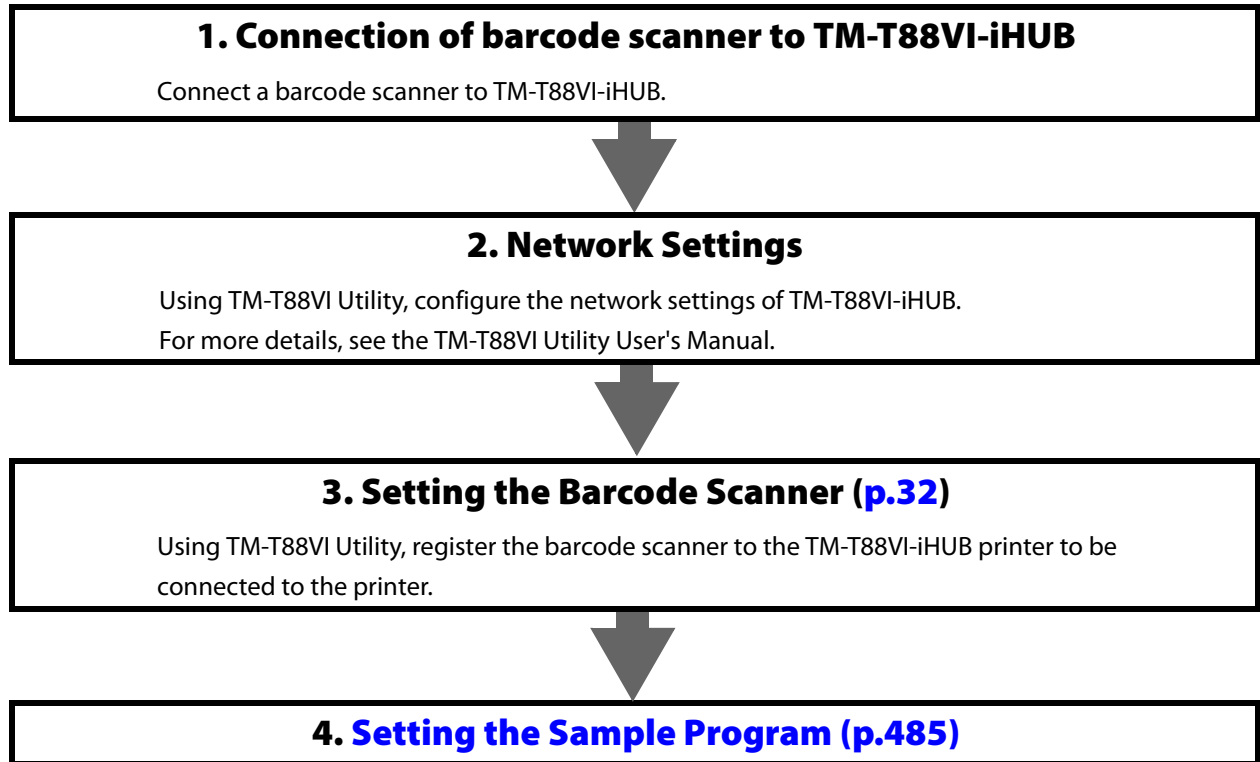 1. Connection of barcode scanner to TM-T88VI-iHUB
Connect a barcode scanner to TM-T88VI-iHUB.
2. Network Settings
Using TM-T88VI Utility, configure the network settings of TM-T88VI-iHUB.
For more details, see the TM-T88VI Utility User's Manual.
3. Setting the Barcode Scanner (p.32)
Using TM-T88VI Utility, register the barcode scanner to the TM-T88VI-iHUB printer to be
connected to the printer.
4. Setting the Sample Program (p.485)